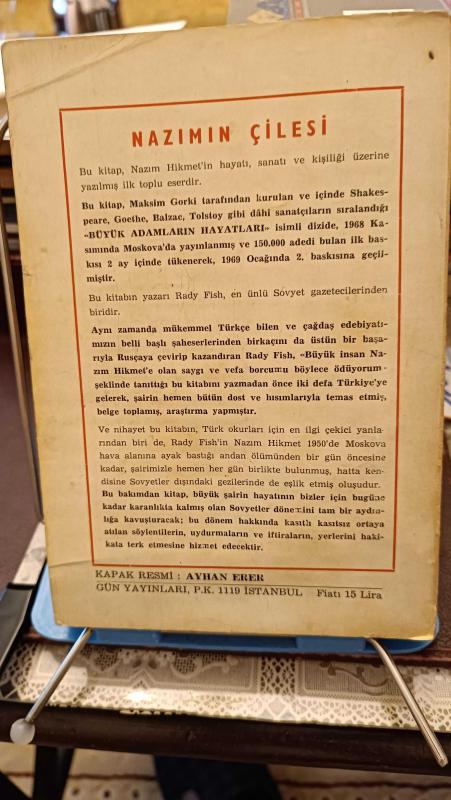 NAZIMIN ÇİLESİ
Bu kitap, Nazım Hikmet'in hayatı, sanatı ve kişiliği üzerine
yazılmış ilk toplu eserdir.
Bu kitap, Maksim Gorki tarafından kurulan ve içinde Shakes-
peare, Goethe, Balzac, Tolstoy gibi dâhi sanatçıların sıralandığı
«BÜYÜK ADAMLARIN HAYATLARI» isimli dizide, 1968 Ka-
sımında Moskova'da yayınlanmış ve 150.000 adedi bulan ilk bas-
kısı 2 ay içinde tükenerek, 1969 Ocağında 2. baskısına geçil-
miştir.
Bu kitabın yazarı Rady Fish, en ünlü Sovyet gazetecilerinden
biridir.
Aynı zamanda mükemmel Türkçe bilen ve çağdaş edebiyatı-
mızın belli başlı şaheserlerinden birkaçını da üstün bir başa-
rıyla Rusçaya çevirip kazandıran Rady Fish, «Büyük insan Na-
zım Hikmet'e olan saygı ve vefa borcumu böylece ödüyorum»
şeklinde tanıttığı bu kitabını yazmadan önce iki defa Türkiye'ye
gelerek, şairin hemen bütün dost ve hısımlarıyla temas etmiş,
belge toplamış, araştırma yapmıştır.
Ve nihayet bu kitabın, Türk okurları için en ilgi çekici yanla-
rından biri de, Rady Fish'in Nazım Hikmet 1950'de Moskova
hava alanına ayak bastığı andan ölümünden bir gün öncesine
kadar, şairimizle hemen her gün birlikte bulunmuş, hatta ken-
disine Sovyetler dışındaki gezilerinde de eşlik etmiş oluşudur.
Bu bakımdan kitap, büyük şairin hayatının bizler için bugüne
kadar karanlıkta kalmış olan Sovyetler dönemini tam bir aydın-
lığa kavuşturacak; bu dönem hakkında kasıtlı kasıtsız ortaya
atılan söylentilerin, uydurmaların ve iftiraların, yerlerini haki-
kata terk etmesine hizmet edecektir.
KAPAK RESMİ : AYHAN ERER
GÜN YAYINLARI, P.K. 1119 İSTANBUL Fiatı 15 Lira